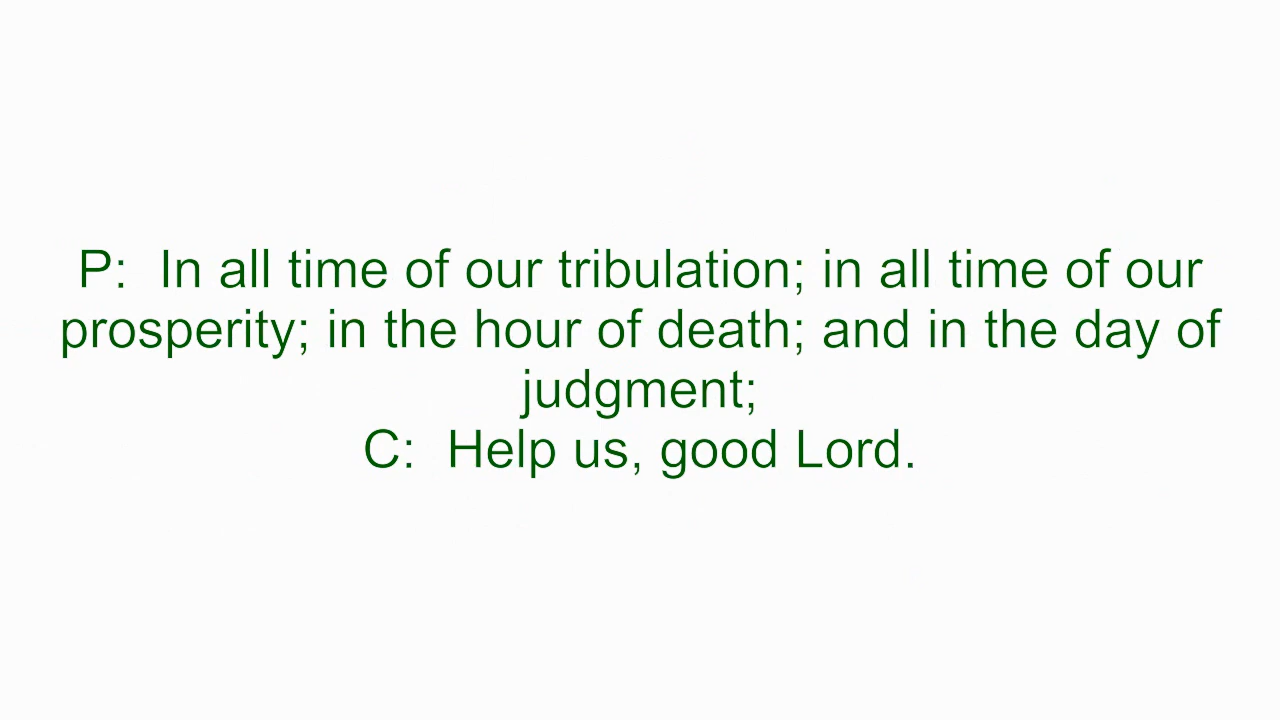 P:  In all time of our tribulation; in all time of our
prosperity; in the hour of death; and in the day of
judgment;
C:  Help us, good Lord.